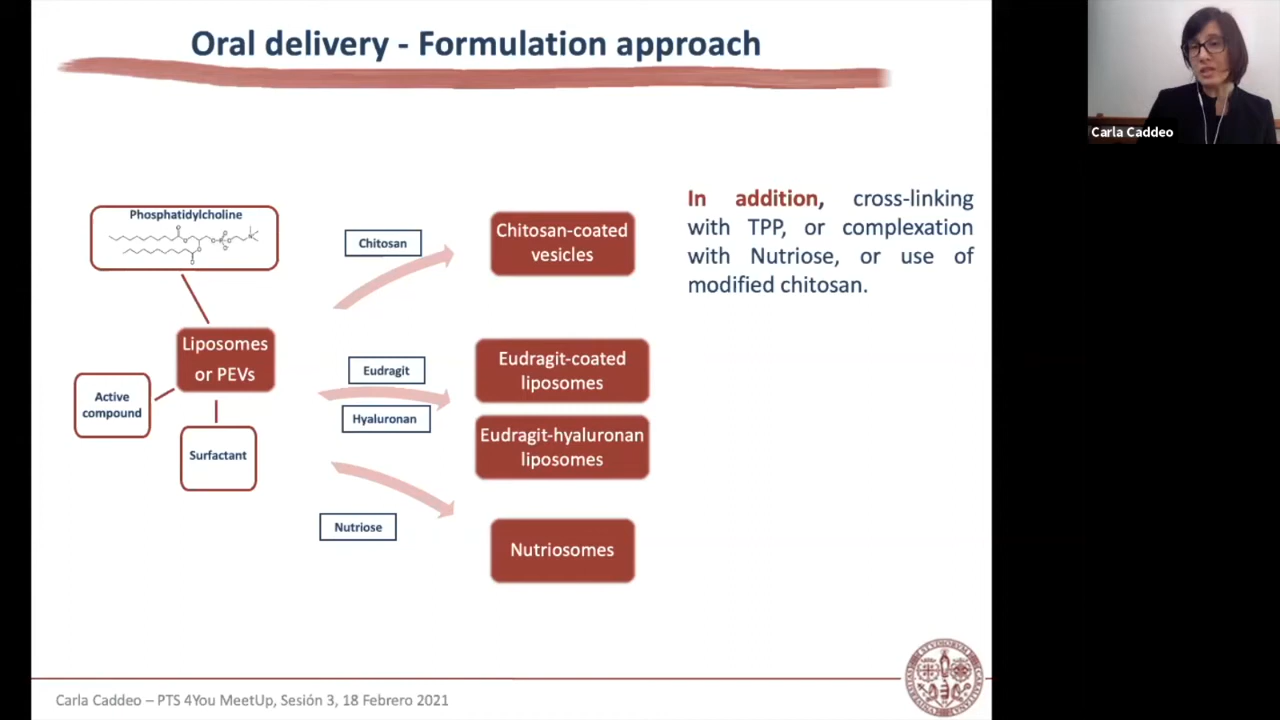 Oral delivery - Formulation approach
Carla Caddeo
Phosphatidylcholine
Liposomes
or PEVs
Active
compound
Surfactant
Chitosan
Chitosan-coated
vesicles
Eudragit
Hyaluronan
Eudragit-coated
liposomes
Eudragit-hyaluronan
liposomes
Nutriose
Nutriosomes
In addition, cross-linking
with TPP, or complexation
with Nutriose, or use of
modified chitosan.
Carla Caddeo – PTS 4You MeetUp, Sesión 3, 18 Febrero 2021